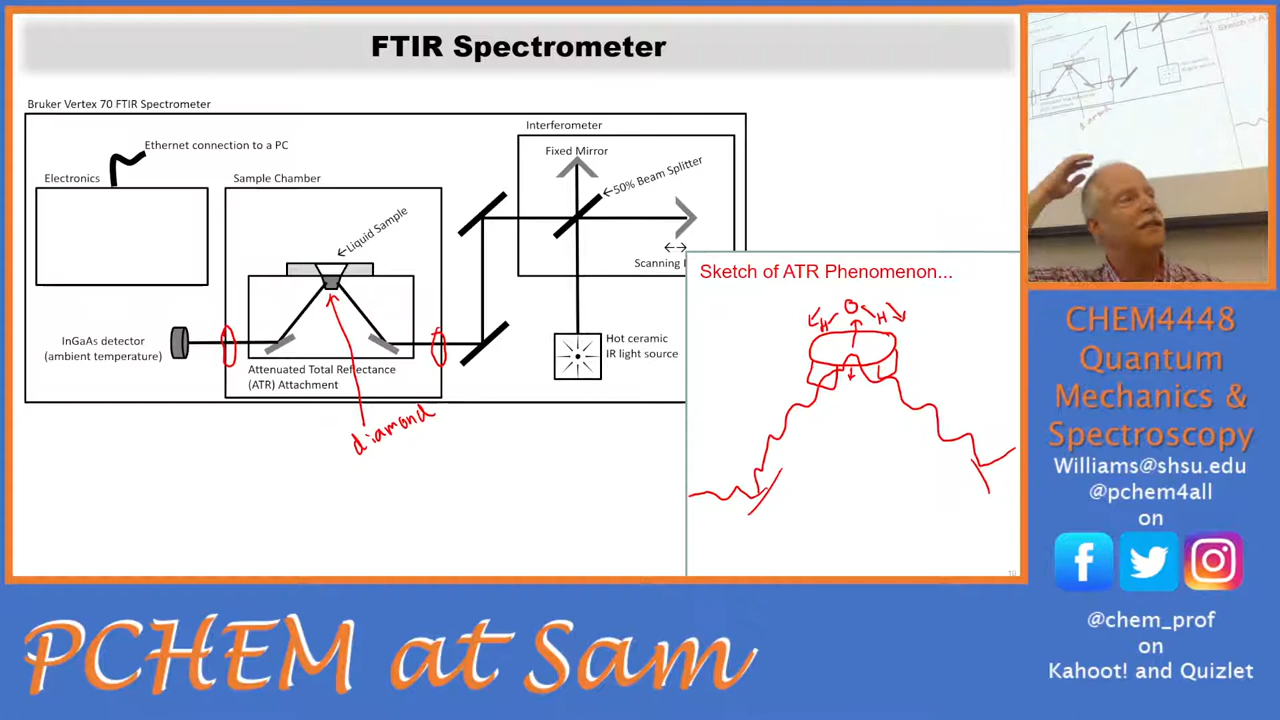 FTIR Spectrometer
Bruker Vertex 70 FTIR Spectrometer
Ethernet connection to a PC
Electronics
Sample Chamber
←Liquid Sample
Interferometer
Fixed Mirror
←50% Beam Splitter
Scanning
InGaAs detector
(ambient temperature)
Attenuated Total Reflectance
(ATR) Attachment
Hot ceramic
IR light source
diamond
Sketch of ATR Phenomenon...
O
H H
19
CHEM4448
Quantum
Mechanics &
Spectroscopy
Williams@shsu.edu
@pchem4all
on
@chem_prof
on
Kahoot! and Quizlet
PCHEM at Sam
diamond